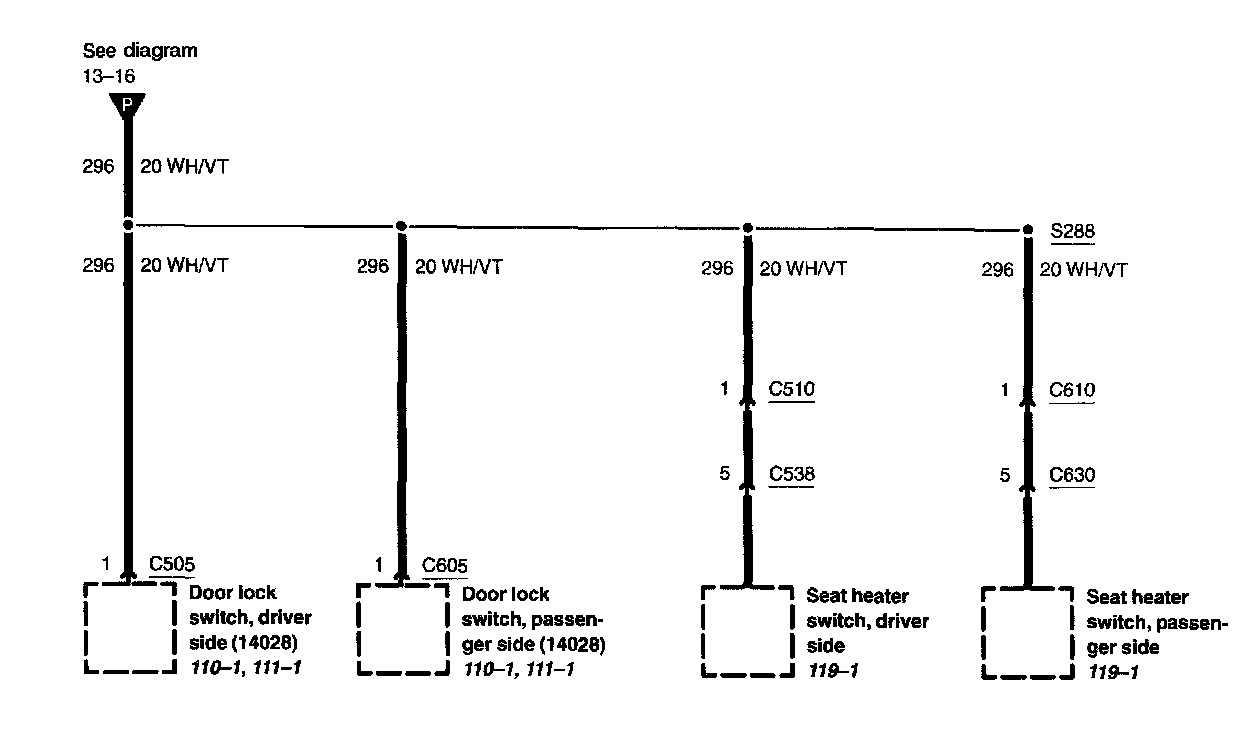 See diagram
13–16
P
296 20 WH/VT
S288
296 20 WH/VT
296 20 WH/VT
296 20 WH/VT
296 20 WH/VT
1 C510
1 C610
5 C538
5 C630
1 C505
1 C605
Door lock
switch, driver
side (14028)
110–1, 111–1
Door lock
switch, passen-
ger side (14028)
110–1, 111–1
Seat heater
switch, driver
side
119–1
Seat heater
switch, passen-
ger side
119–1